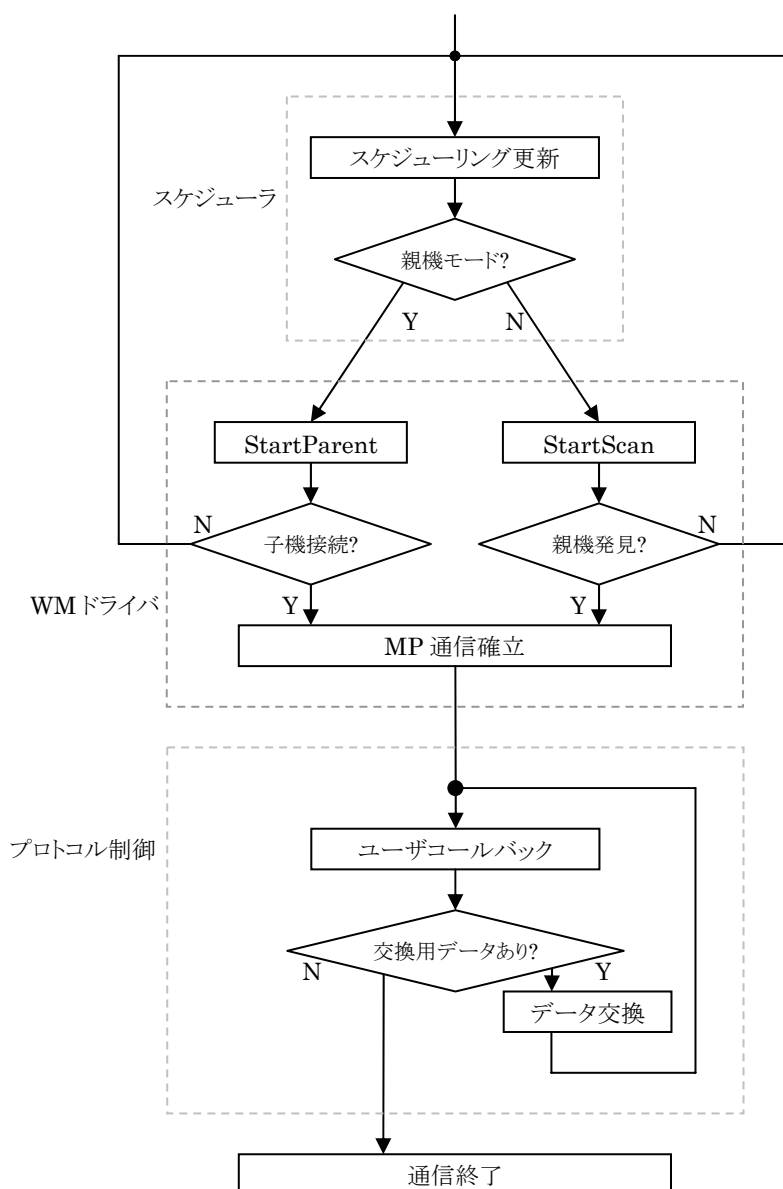 スケジューリング更新
スケジューラ
親機モード?
Y
N
StartParent
StartScan
N
子機接続?
親機発見?
N
WM ドライバ
Y
Y
MP 通信確立
プロトコル制御
ユーザコールバック
交換用データあり?
N
Y
データ交換
通信終了